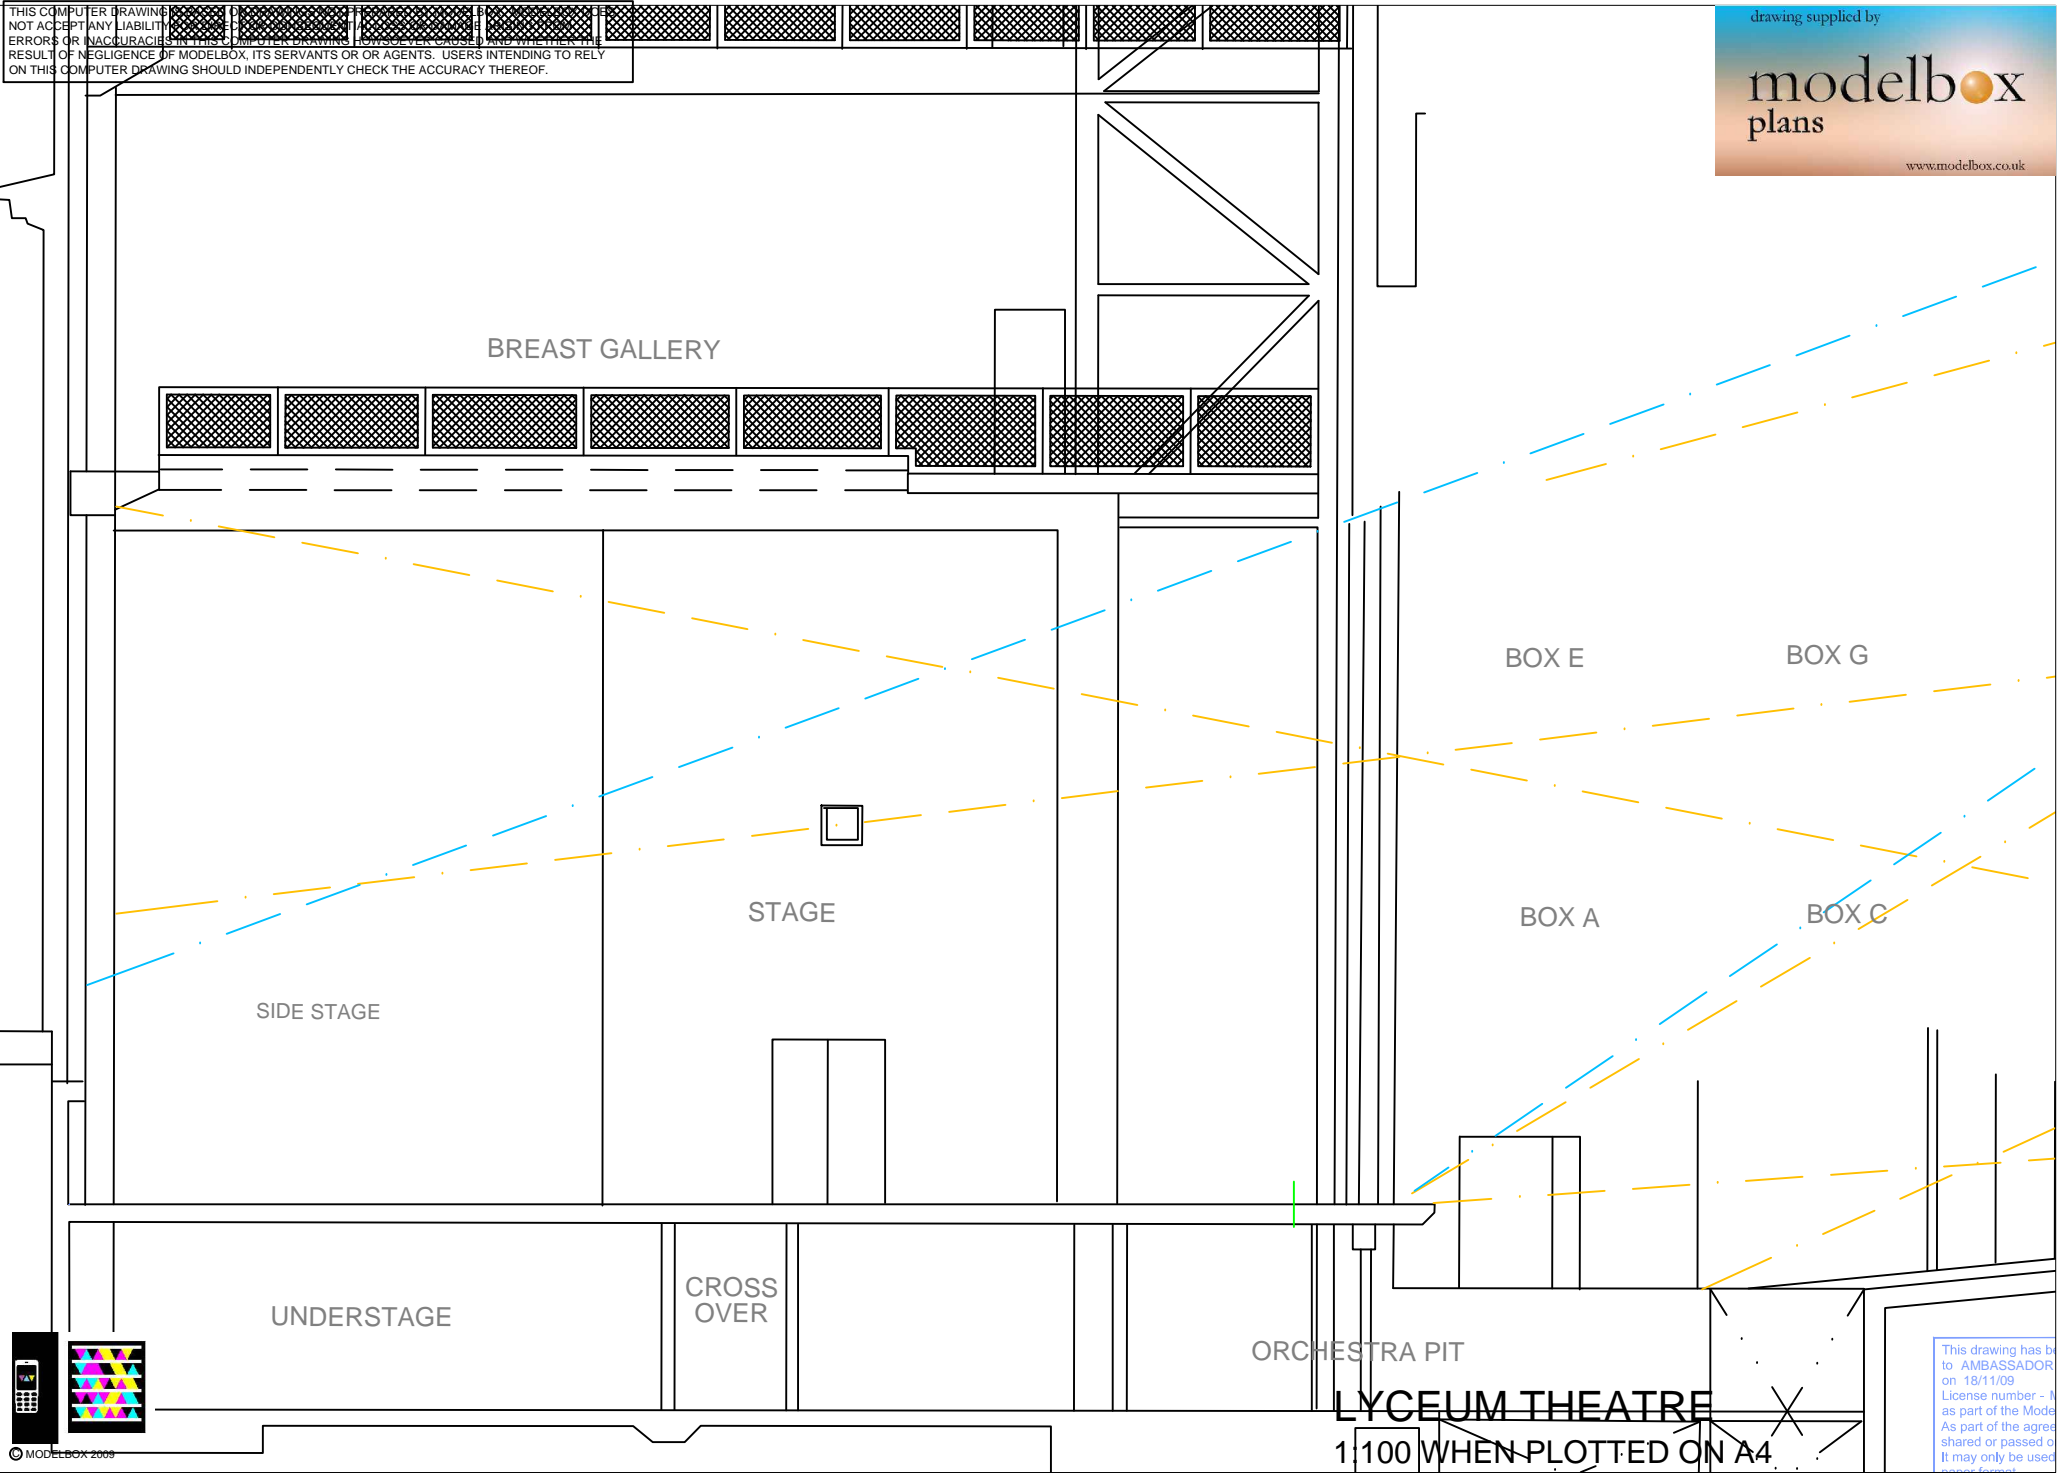 THIS COMPUTER DRAWING
NOT ACCEPT ANY LIABILITY
ERRORS OR INACCURACIES IN THIS COMPUTER DRAWING HOWSOEVER CAUSED AND WHETHER THE
RESULT OF NEGLIGENCE OF MODELBOX, ITS SERVANTS OR OR AGENTS. USERS INTENDING TO RELY
ON THIS COMPUTER DRAWING SHOULD INDEPENDENTLY CHECK THE ACCURACY THEREOF.
drawing supplied by
modelbox
plans
www.modelbox.co.uk
BREAST GALLERY
BOX E
BOX G
STAGE
BOX A
BOX C
SIDE STAGE
UNDERSTAGE
CROSS
OVER
ORCHESTRA PIT
LYCEUM THEATRE
1:100 WHEN PLOTTED ON A4
© MODELBOX 2009
This drawing has
to AMBASSADOR
on 18/11/09
License number -
as part of the
As part of the
shared or passed
It may only be used
paper format